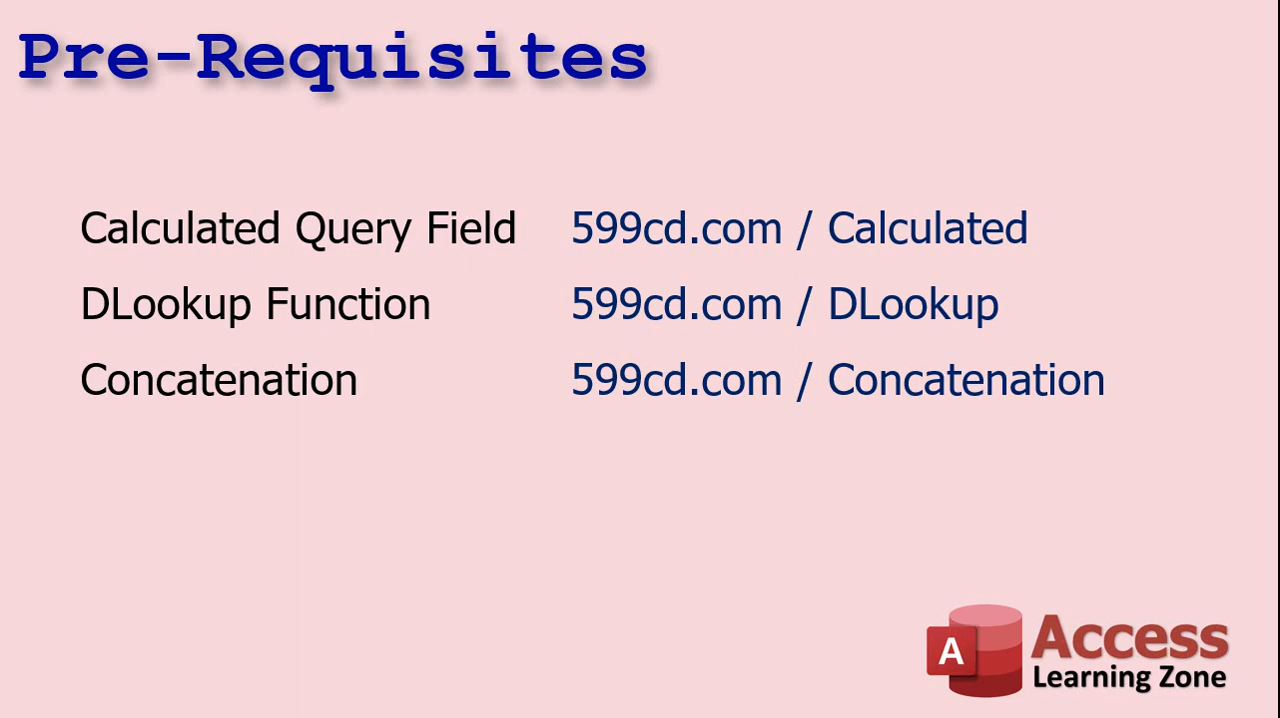 Pre-Requisites
Calculated Query Field 599cd.com / Calculated
DLookup Function 599cd.com / DLookup
Concatenation 599cd.com / Concatenation
A Access
Learning Zone